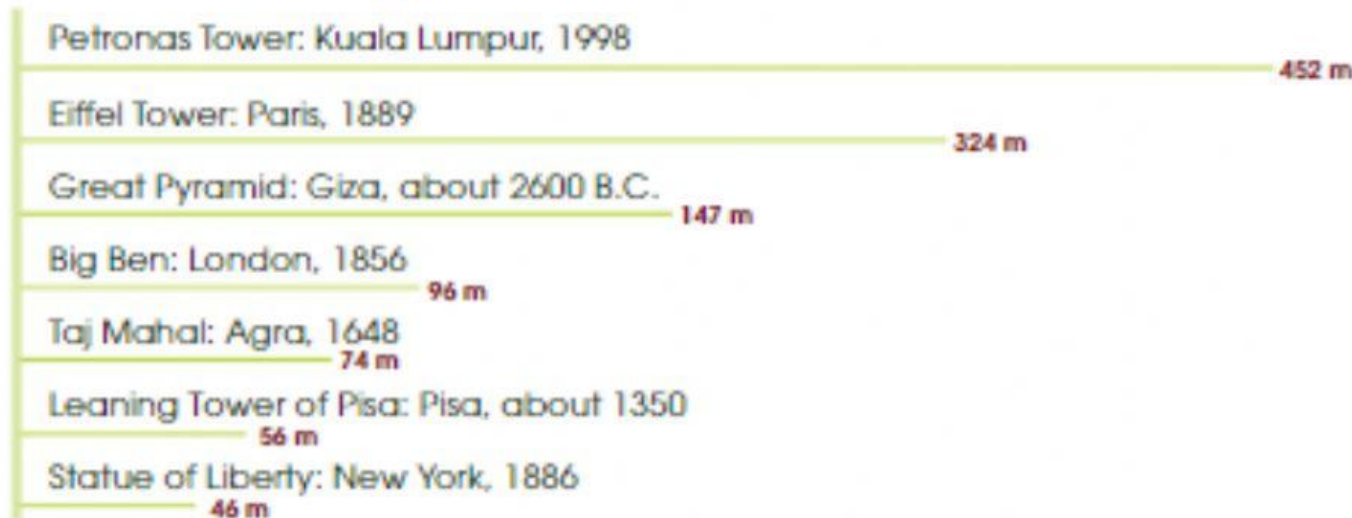 Petronas Tower: Kuala Lumpur, 1998
452 m
Eiffel Tower: Paris, 1889
324 m
Great Pyramid: Giza, about 2600 B.C.
147 m
Big Ben: London, 1856
96 m
Taj Mahal: Agra, 1648
74 m
Leaning Tower of Pisa: Pisa, about 1350
56 m
Statue of Liberty: New York, 1886
46 m